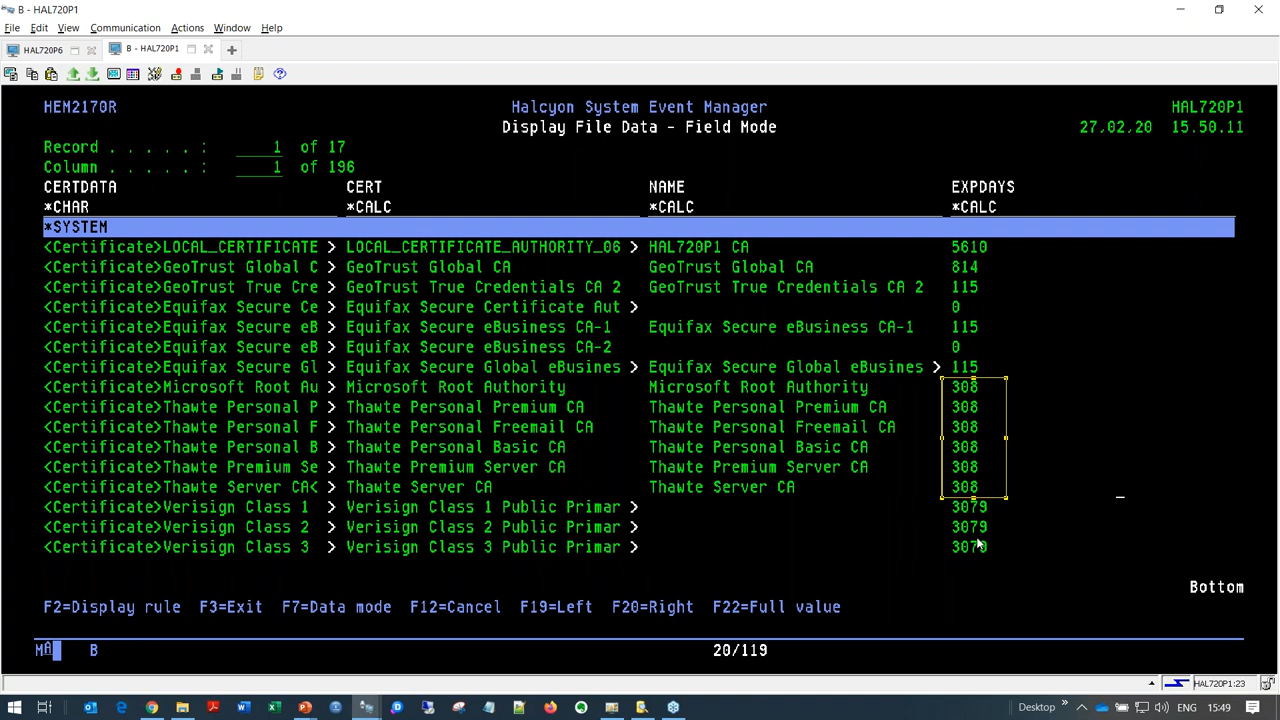 B - HAL720P1
File Edit View Communication Actions Window Help
HAL720P6 B - HAL720P1
HEM2170R Halcyon System Event Manager HAL720P1
Display File Data - Field Mode 27,02,20 15.50.11
Record . . . . . : 1 of 17
Column . . . . . : 1 of 196
CERTDATA CERT NAME EXPDAYS
*CHAR *CALC *CALC *CALC
*SYSTEM
<Certificate>LOCAL_CERTIFICATE > LOCAL_CERTIFICATE_AUTHORITY_06 > HAL720P1 CA 5610
<Certificate>GeoTrust Global C > GeoTrust Global CA GeoTrust Global CA 814
<Certificate>GeoTrust True Cre > GeoTrust True Credentials CA 2 GeoTrust True Credentials CA 2 115
<Certificate>Equifax Secure Ce > Equifax Secure Certificate Aut > 0
<Certificate>Equifax Secure eB > Equifax Secure eBusiness CA-1 Equifax Secure eBusiness CA-1 115
<Certificate>Equifax Secure eB > Equifax Secure eBusiness CA-2 0
<Certificate>Equifax Secure Gl > Equifax Secure Global eBusines > Equifax Secure Global eBusines > 115
<Certificate>Microsoft Root Au > Microsoft Root Authority Microsoft Root Authority 308
<Certificate>Thawte Personal P > Thawte Personal Premium CA Thawte Personal Premium CA 308
<Certificate>Thawte Personal F > Thawte Personal Freemail CA Thawte Personal Freemail CA 308
<Certificate>Thawte Personal B > Thawte Personal Basic CA Thawte Personal Basic CA 308
<Certificate>Thawte Premium Se > Thawte Premium Server CA Thawte Premium Server CA 308
<Certificate>Thawte Server CA< > Thawte Server CA Thawte Server CA 308
<Certificate>Verisign Class 1 > Verisign Class 1 Public Primar > 3079
<Certificate>Verisign Class 2 > Verisign Class 2 Public Primar > 3079
<Certificate>Verisign Class 3 > Verisign Class 3 Public Primar > 3079
Bottom
F2=Display rule F3=Exit F7=Data mode F12=Cancel F19=Left F20=Right F22=Full value
MA B 20/119
HAL720P1:23
Desktop ENG 15:49